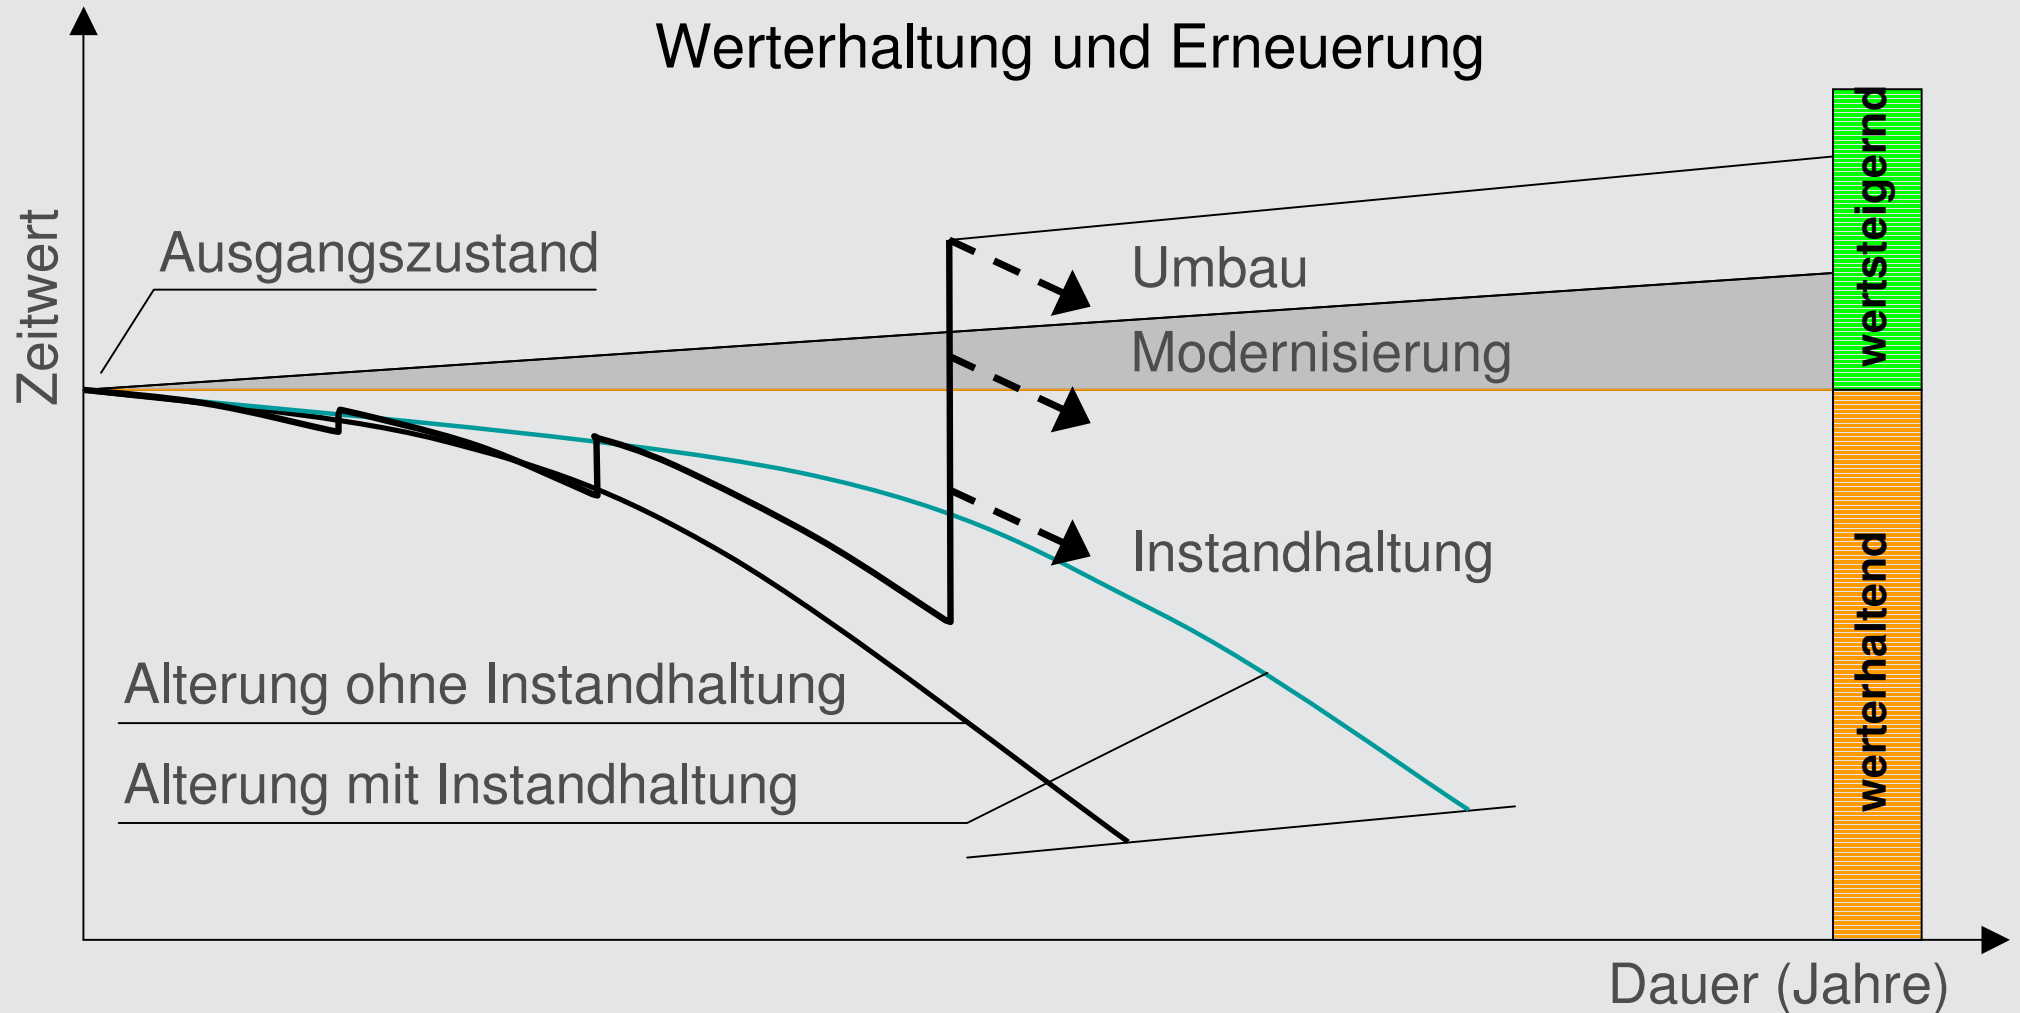 Werterhaltung und Erneuerung
Zeitwert
Ausgangszustand
Umbau
Modernisierung
Instandhaltung
Alterung ohne Instandhaltung
Alterung mit Instandhaltung
wertsteigernd
werterhaltend
Dauer (Jahre)